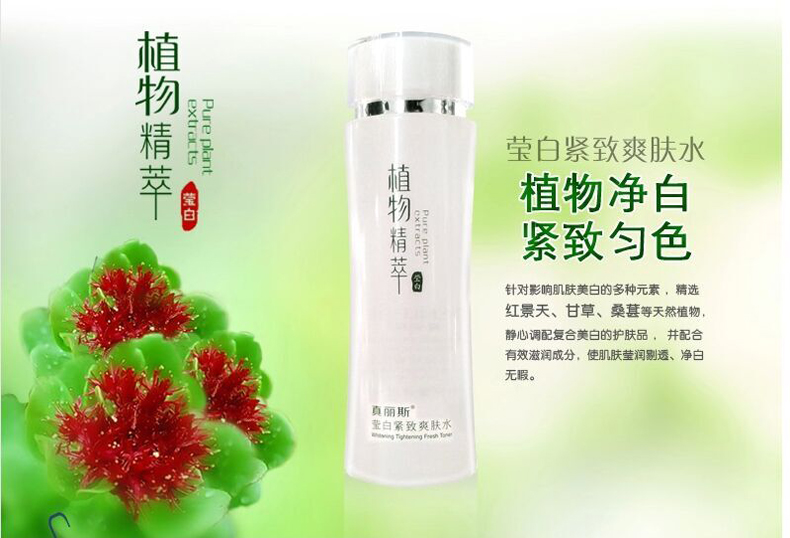 植物精萃
Pure plant
extracts
莹白
植物精萃
Pure plant
extracts
莹白
真丽斯®
莹白紧致爽肤水
Whitening Tightening Fresh Toner
莹白紧致爽肤水
植物净白
紧致匀色
针对影响肌肤美白的多种元素，精选
红景天、甘草、桑葚等天然植物，
静心调配复合美白的护肤品，并配合
有效滋润成分，使肌肤莹润剔透、净白
无暇。